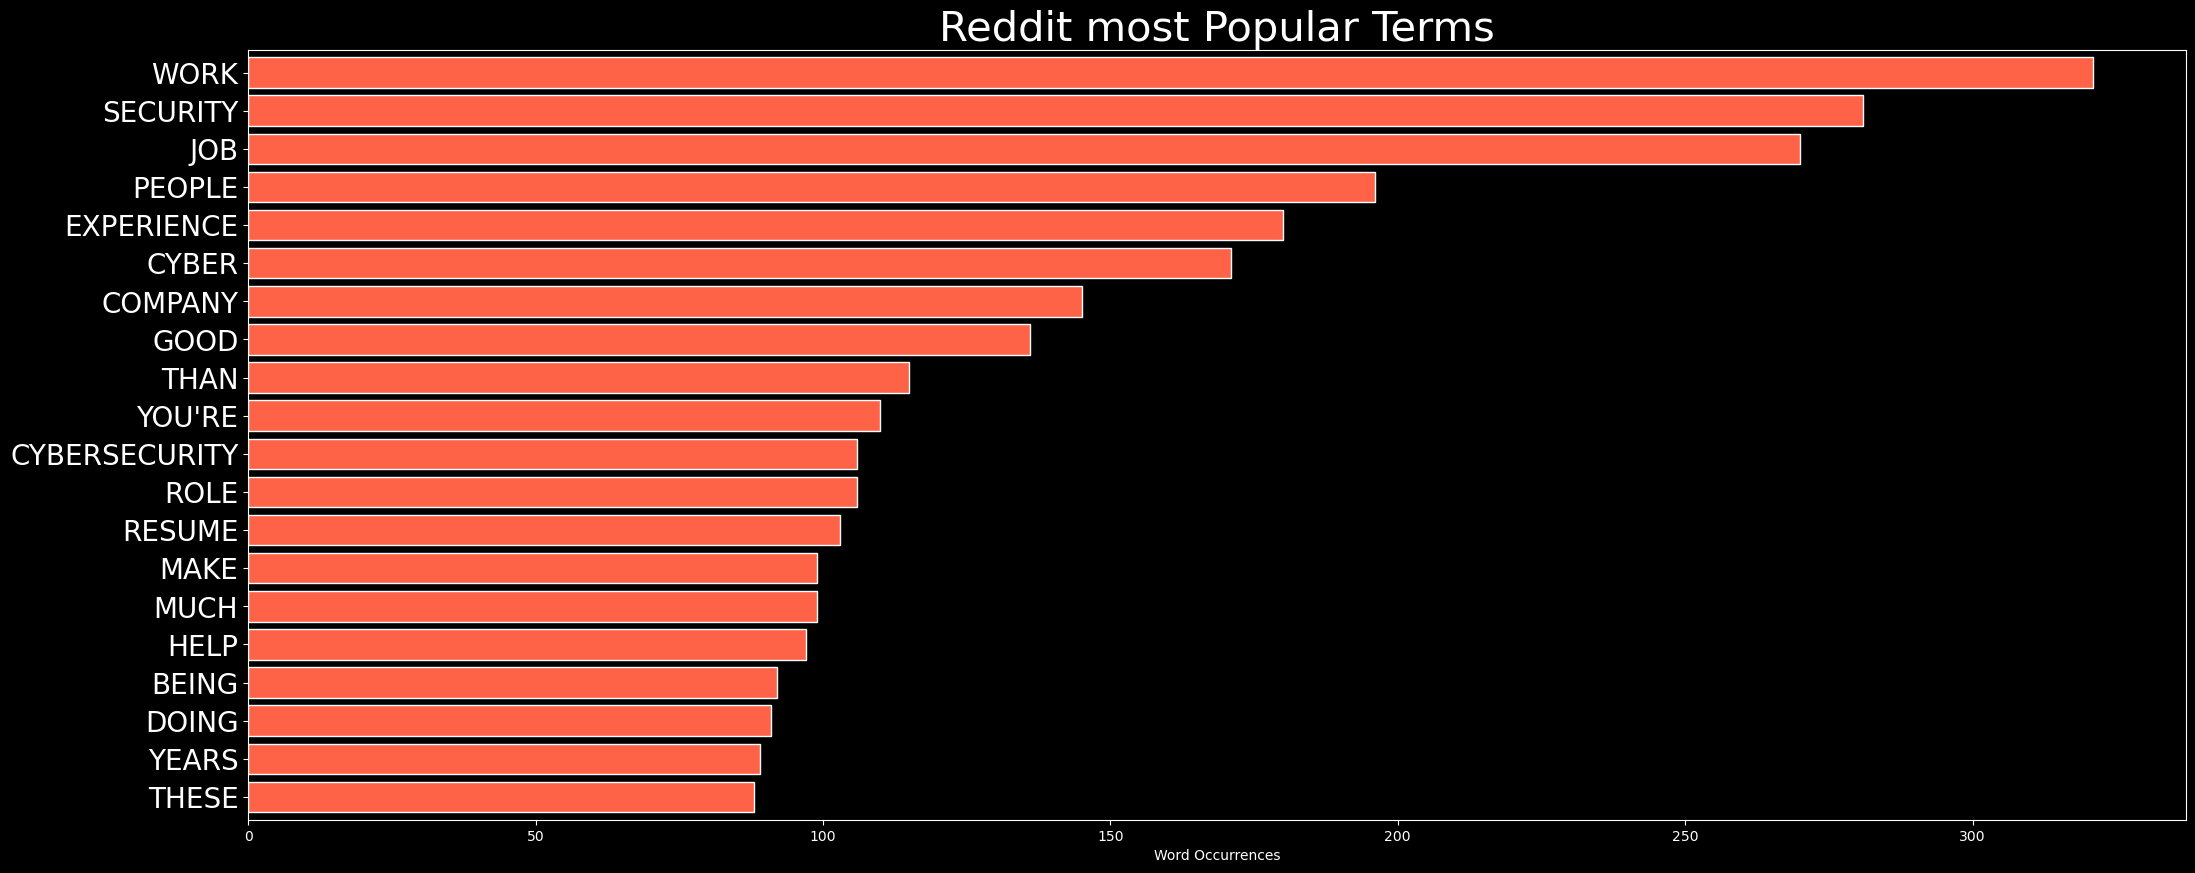 Reddit most Popular Terms
WORK
SECURITY
JOB
PEOPLE
EXPERIENCE
CYBER
COMPANY
GOOD
THAN
YOU'RE
CYBERSECURITY
ROLE
RESUME
MAKE
MUCH
HELP
BEING
DOING
YEARS
THESE
0 50 100 150 200 250 300
Word Occurrences